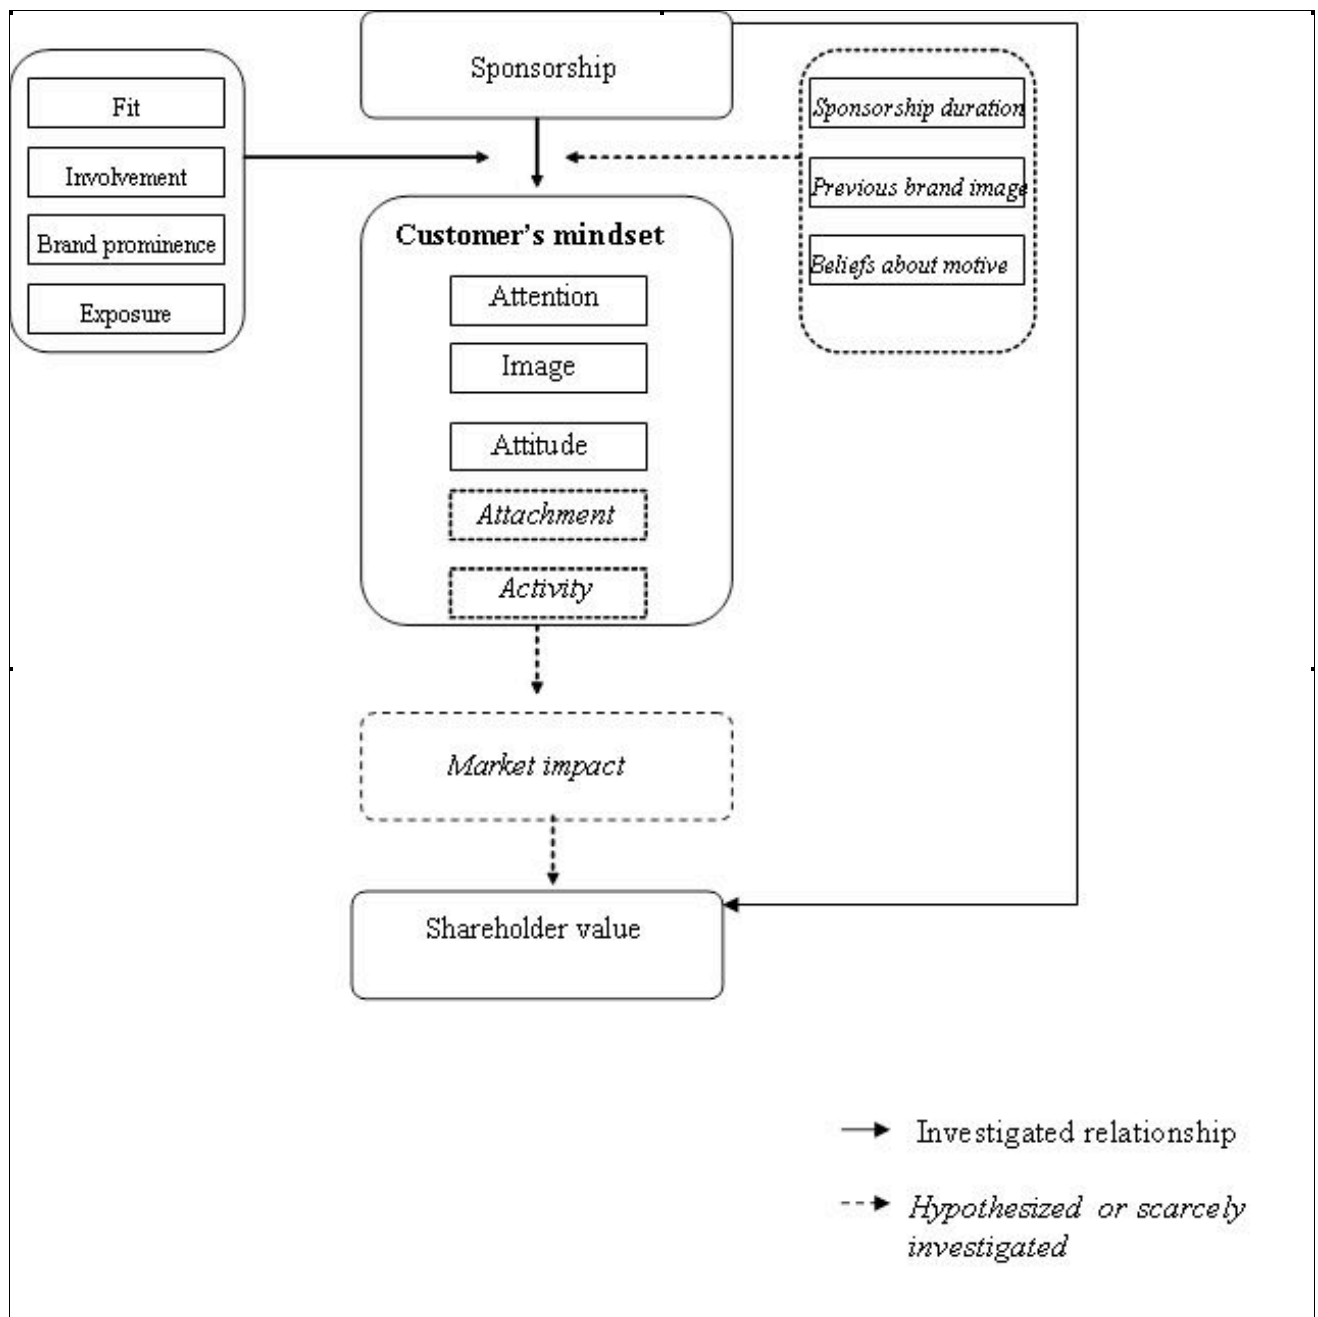 Sponsorship
Fit
Involvement
Brand prominence
Exposure
Sponsorship duration
Previous brand image
Beliefs about motive
Customer's mindset
Attention
Image
Attitude
Attachment
Activity
Market impact
Shareholder value
Investigated relationship
Hypothesized or scarcely
investigated